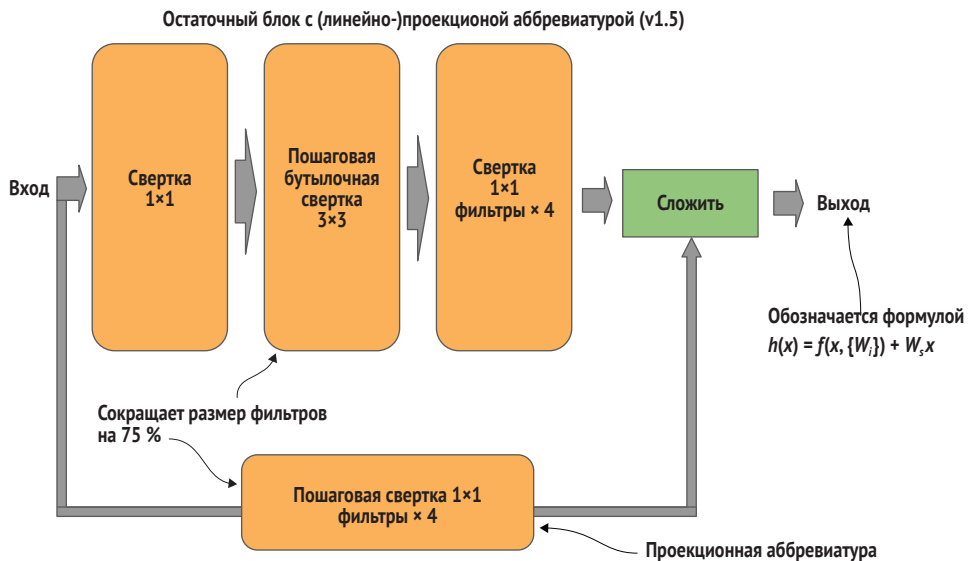 Остаточный блок с (линейно-)проекционой аббревиатурой (v1.5)
Вход
Свертка
1×1
Пошаговая
бутылочная
свертка
3×3
Свертка
1×1
фильтры × 4
Сложить
Выход
Обозначается формулой
h(x) = f(x, {Wᵢ}) + Wₛx
Сокращает размер фильтров
на 75 %
Пошаговая свертка 1×1
фильтры × 4
Проекционная аббревиатура